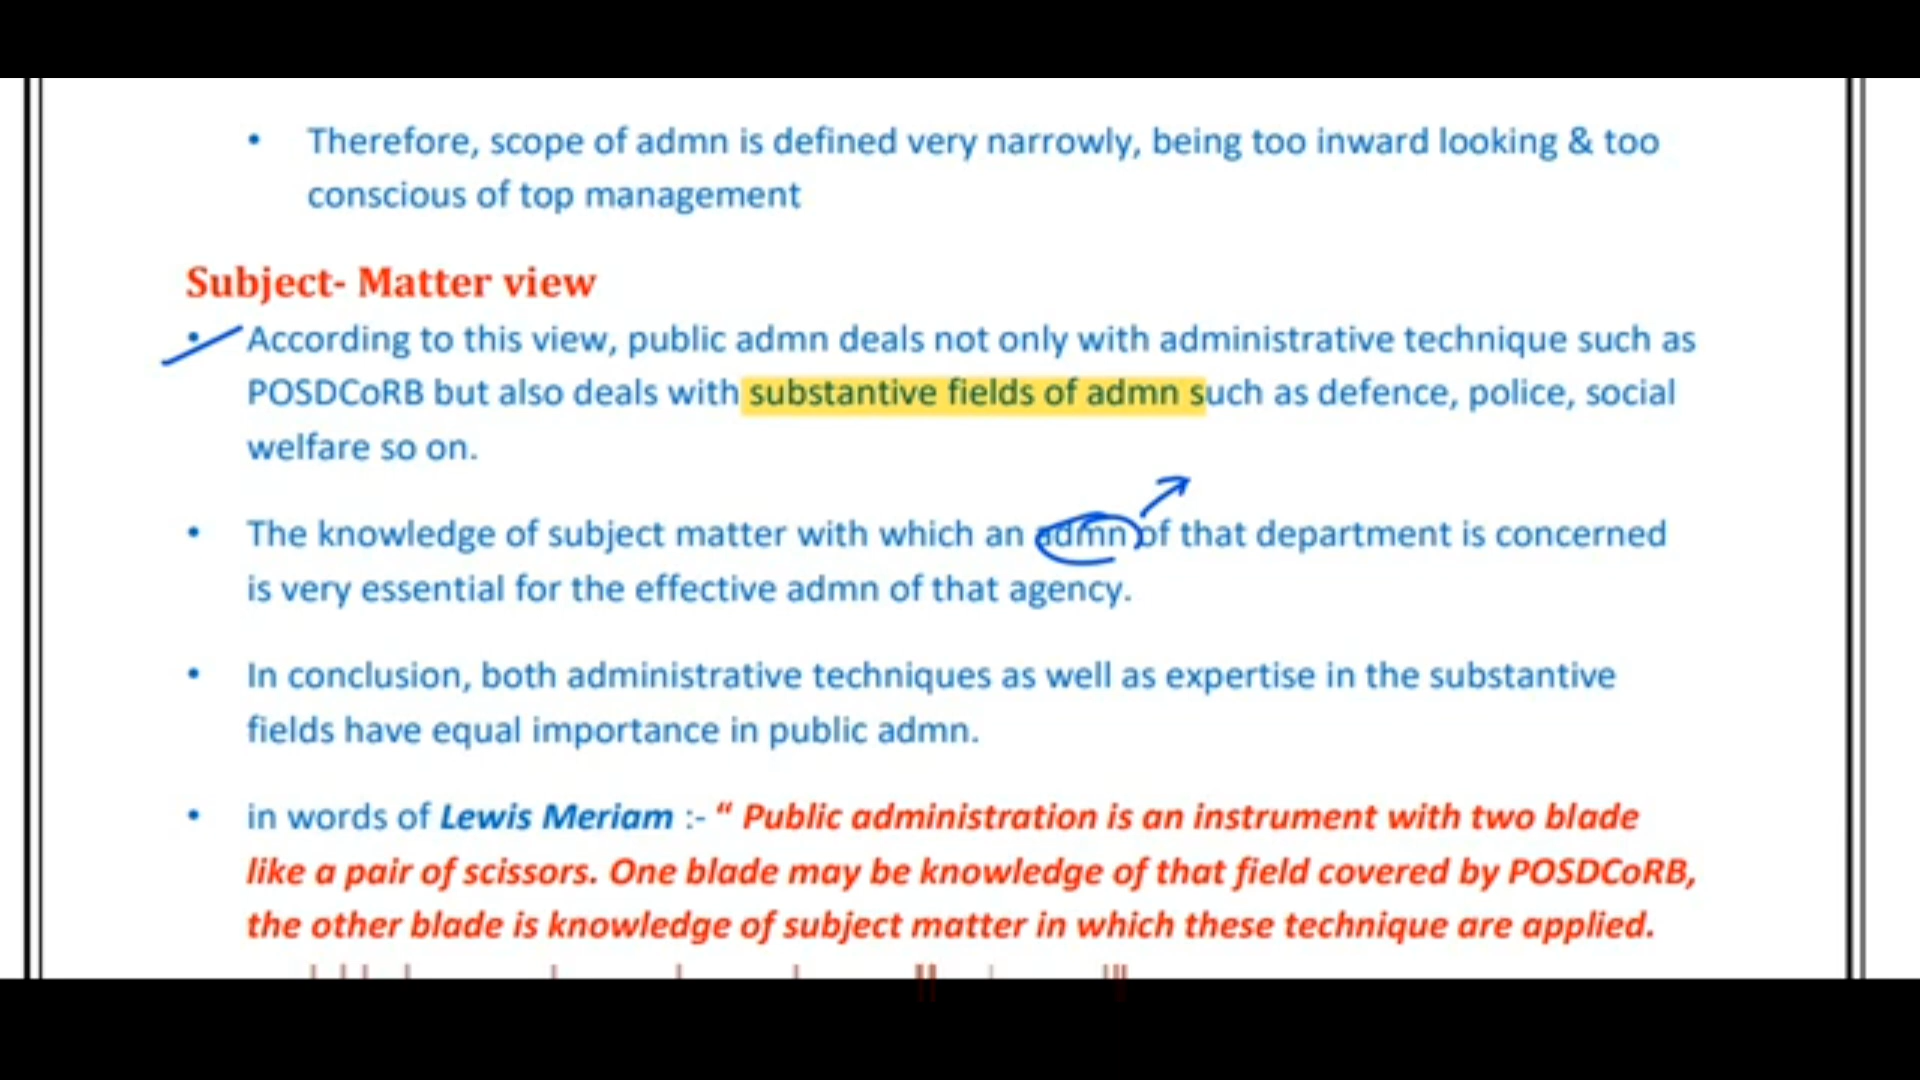 • Therefore, scope of admn is defined very narrowly, being too inward looking & too
conscious of top management
Subject- Matter view
• According to this view, public admn deals not only with administrative technique such as
POSDCoRB but also deals with substantive fields of admn such as defence, police, social
welfare so on.
• The knowledge of subject matter with which an admn of that department is concerned
is very essential for the effective admn of that agency.
• In conclusion, both administrative techniques as well as expertise in the substantive
fields have equal importance in public admn.
• in words of Lewis Meriam :- “ Public administration is an instrument with two blade
like a pair of scissors. One blade may be knowledge of that field covered by POSDCoRB,
the other blade is knowledge of subject matter in which these technique are applied.